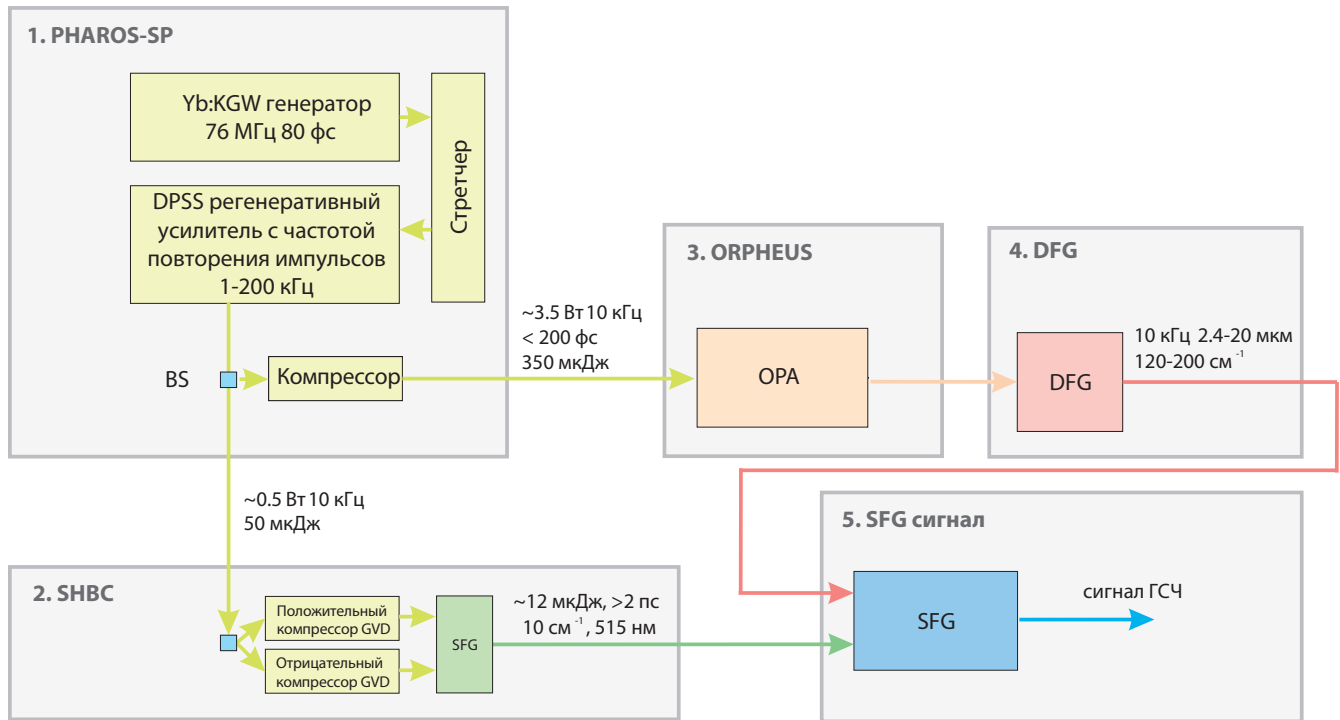 1. PHAROS-SP
Yb:KGW генератор
76 МГц 80 фс
Стретчер
DPSS регенеративный
усилитель с частотой
повторения импульсов
1-200 кГц
BS
Компрессор
~3.5 Вт 10 кГц
< 200 фс
350 мкДж
3. ORPHEUS
OPA
4. DFG
DFG
10 кГц 2.4-20 мкм
120-200 см⁻¹
~0.5 Вт 10 кГц
50 мкДж
2. SHBC
Положительный
компрессор GVD
Отрицательный
компрессор GVD
SFG
~12 мкДж, >2 пс
10 см⁻¹, 515 нм
5. SFG сигнал
SFG
сигнал ГСЧ